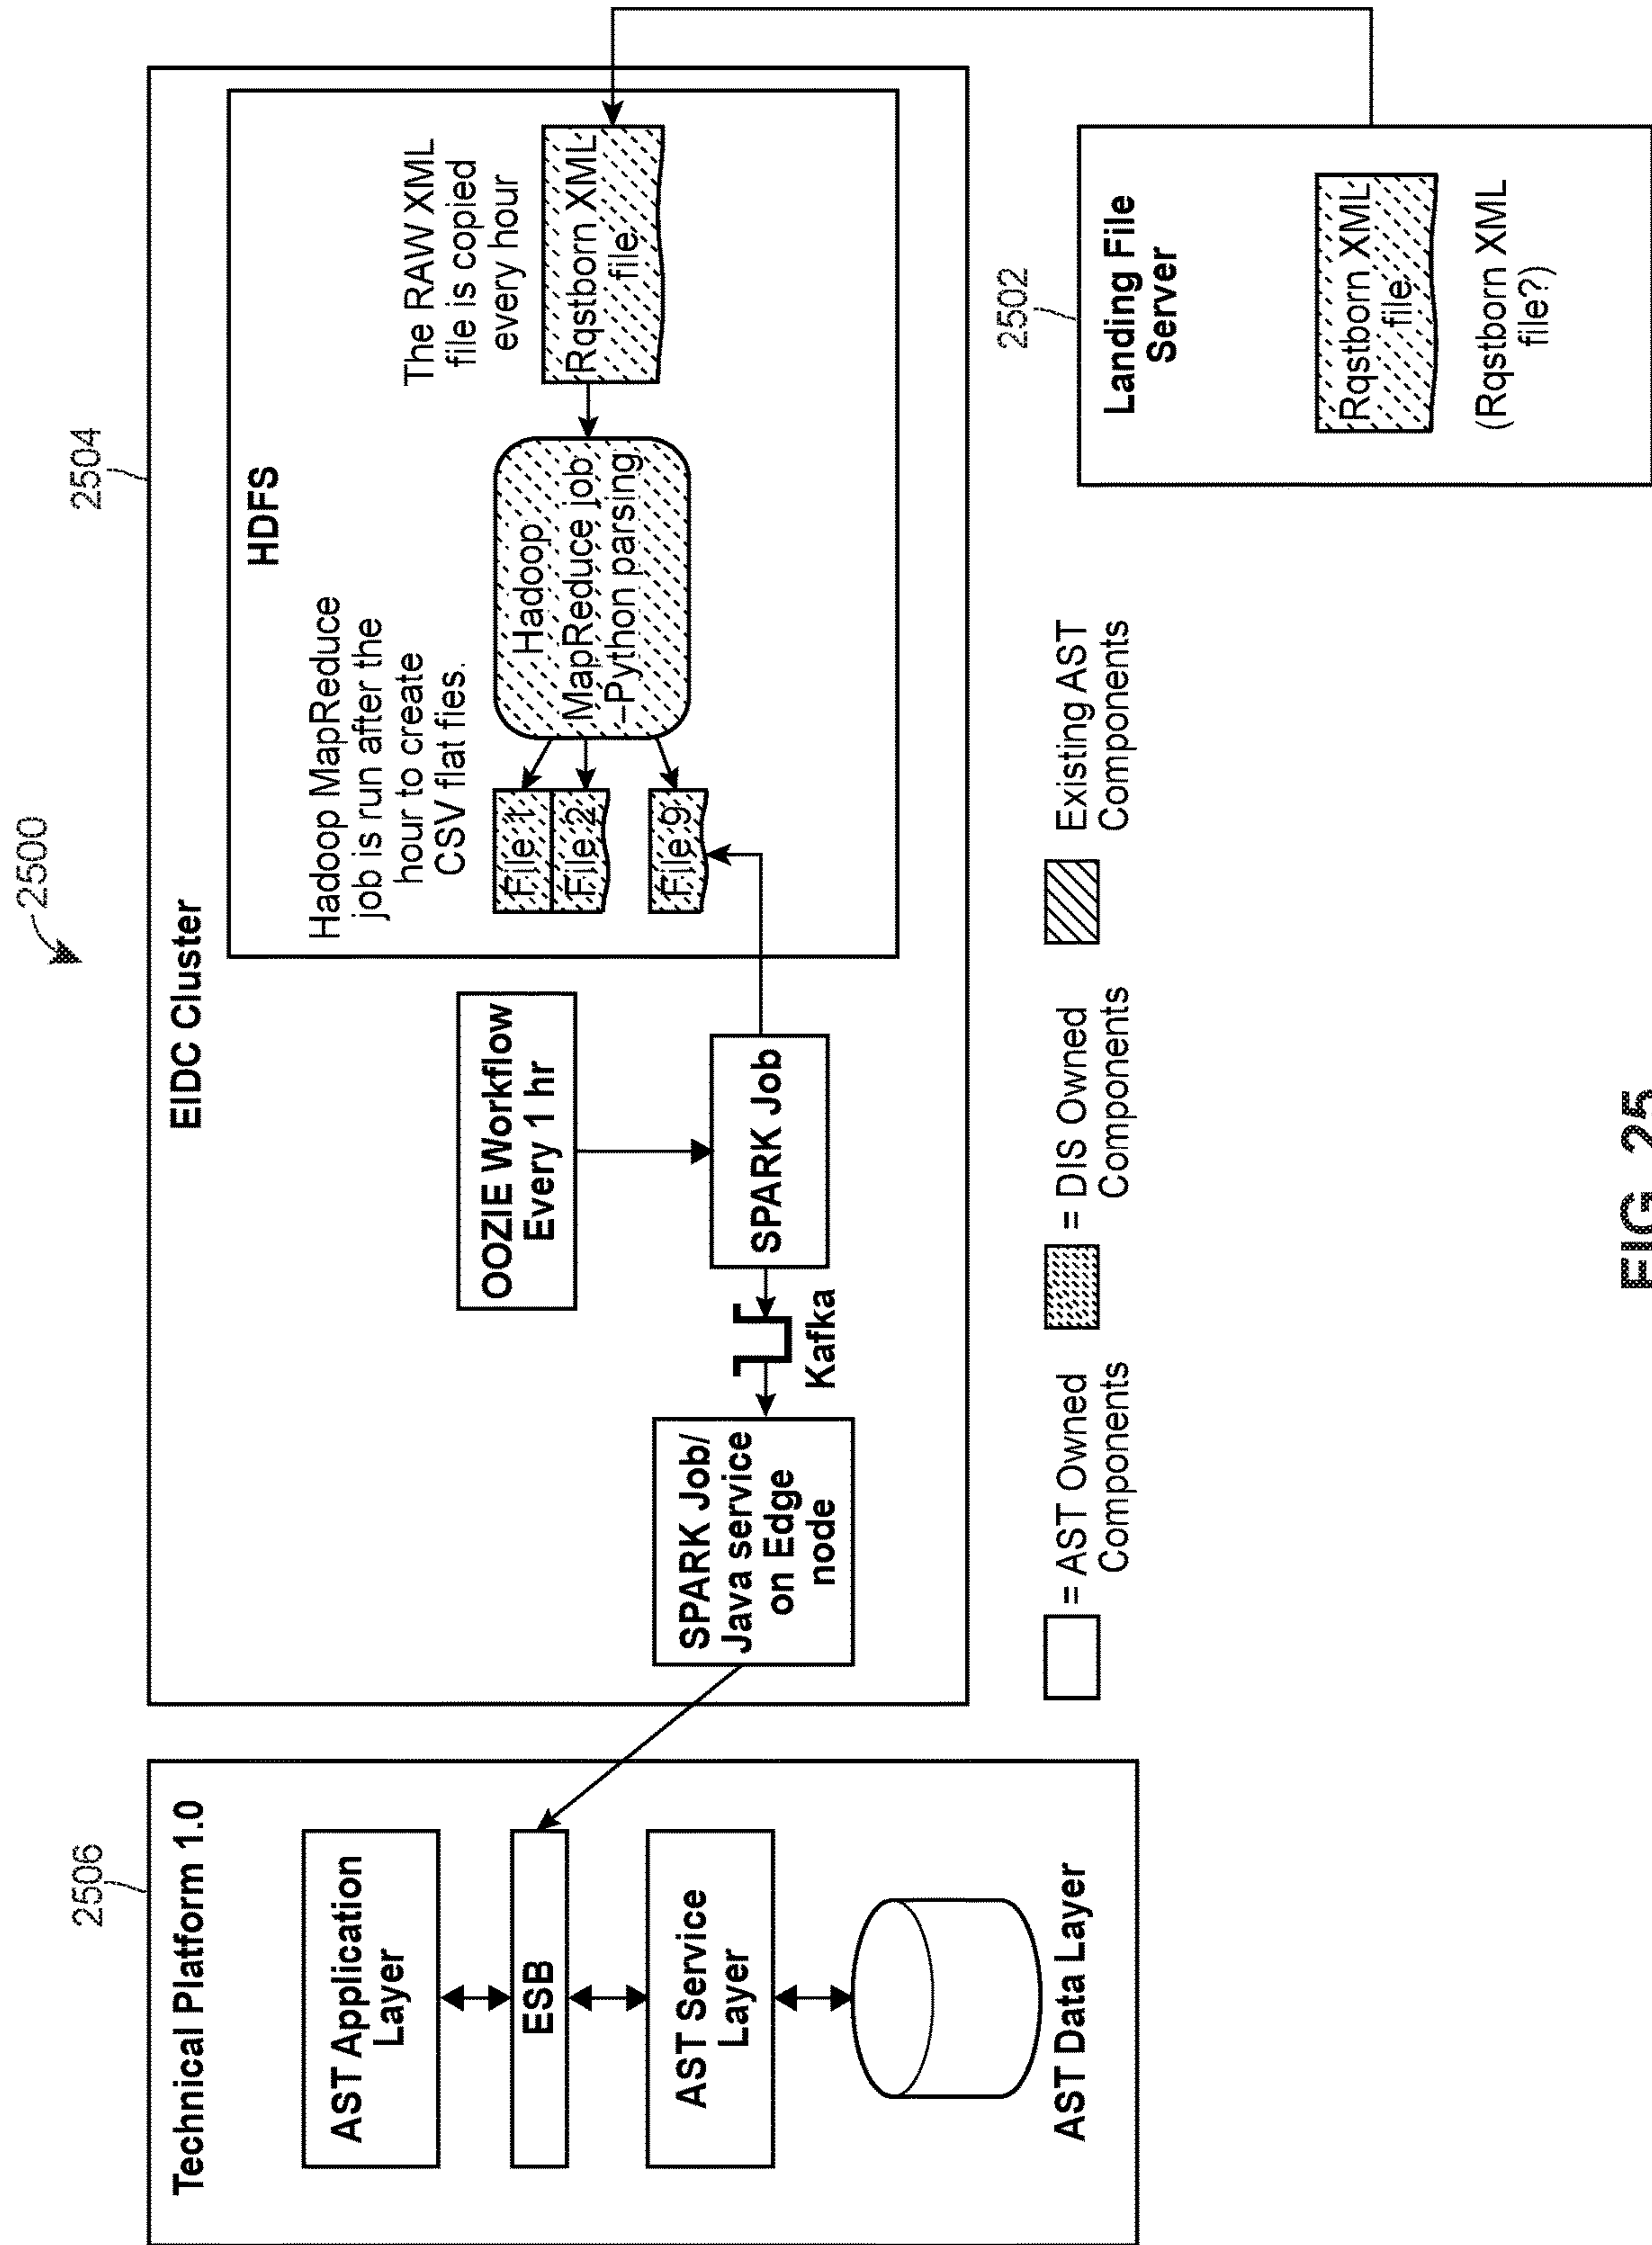 2500
2506
Technical Platform 1.0
AST Application
Layer
ESB
AST Service
Layer
AST Data Layer
2504
EIDC Cluster
OOZIE Workflow
Every 1 hr
SPARK Job/
Java service
on Edge
node
Kafka
SPARK Job
HDFS
Hadoop MapReduce
job is run after the
hour to create
CSV flat fies.
File 1
File 2
File 9
Hadoop
MapReduce job
–Python parsing
The RAW XML
file is copied
every hour
Rqstborn XML
file
= AST Owned
Components
= DIS Owned
Components
Existing AST
Components
2502
Landing File
Server
Rqstborn XML
file
(Rqstborn XML
file?)
FIG. 25